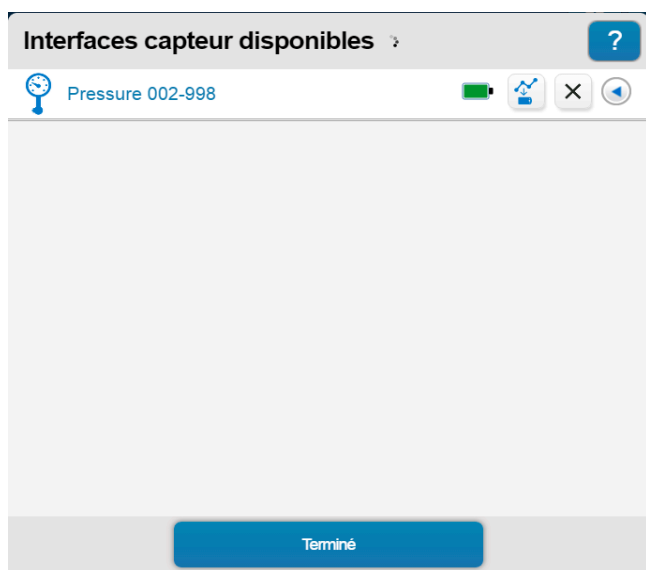 Interfaces capteur disponibles
?
Pressure 002-998
Terminé